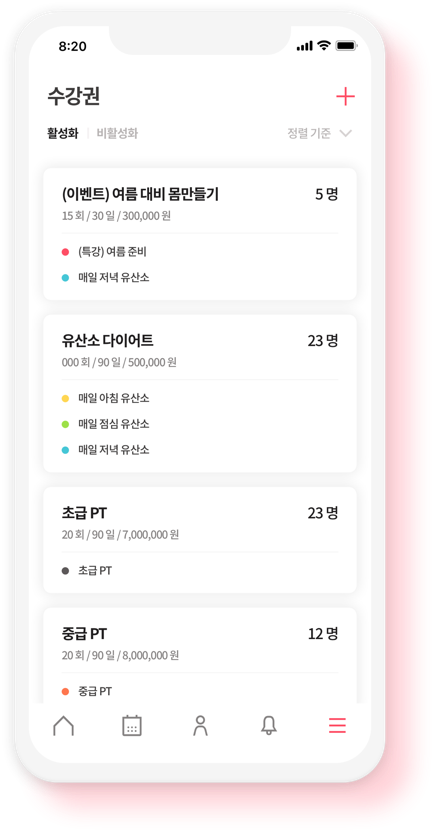 8:20
수강권
활성화 비활성화 정렬 기준
(이벤트) 여름 대비 몸만들기 5 명
15 회 / 30 일 / 300,000 원
(특강) 여름 준비
매일 저녁 유산소
유산소 다이어트 23 명
000 회 / 90 일 / 500,000 원
매일 아침 유산소
매일 점심 유산소
매일 저녁 유산소
초급 PT 23 명
20 회 / 90 일 / 7,000,000 원
초급 PT
중급 PT 12 명
20 회 / 90 일 / 8,000,000 원
중급 PT